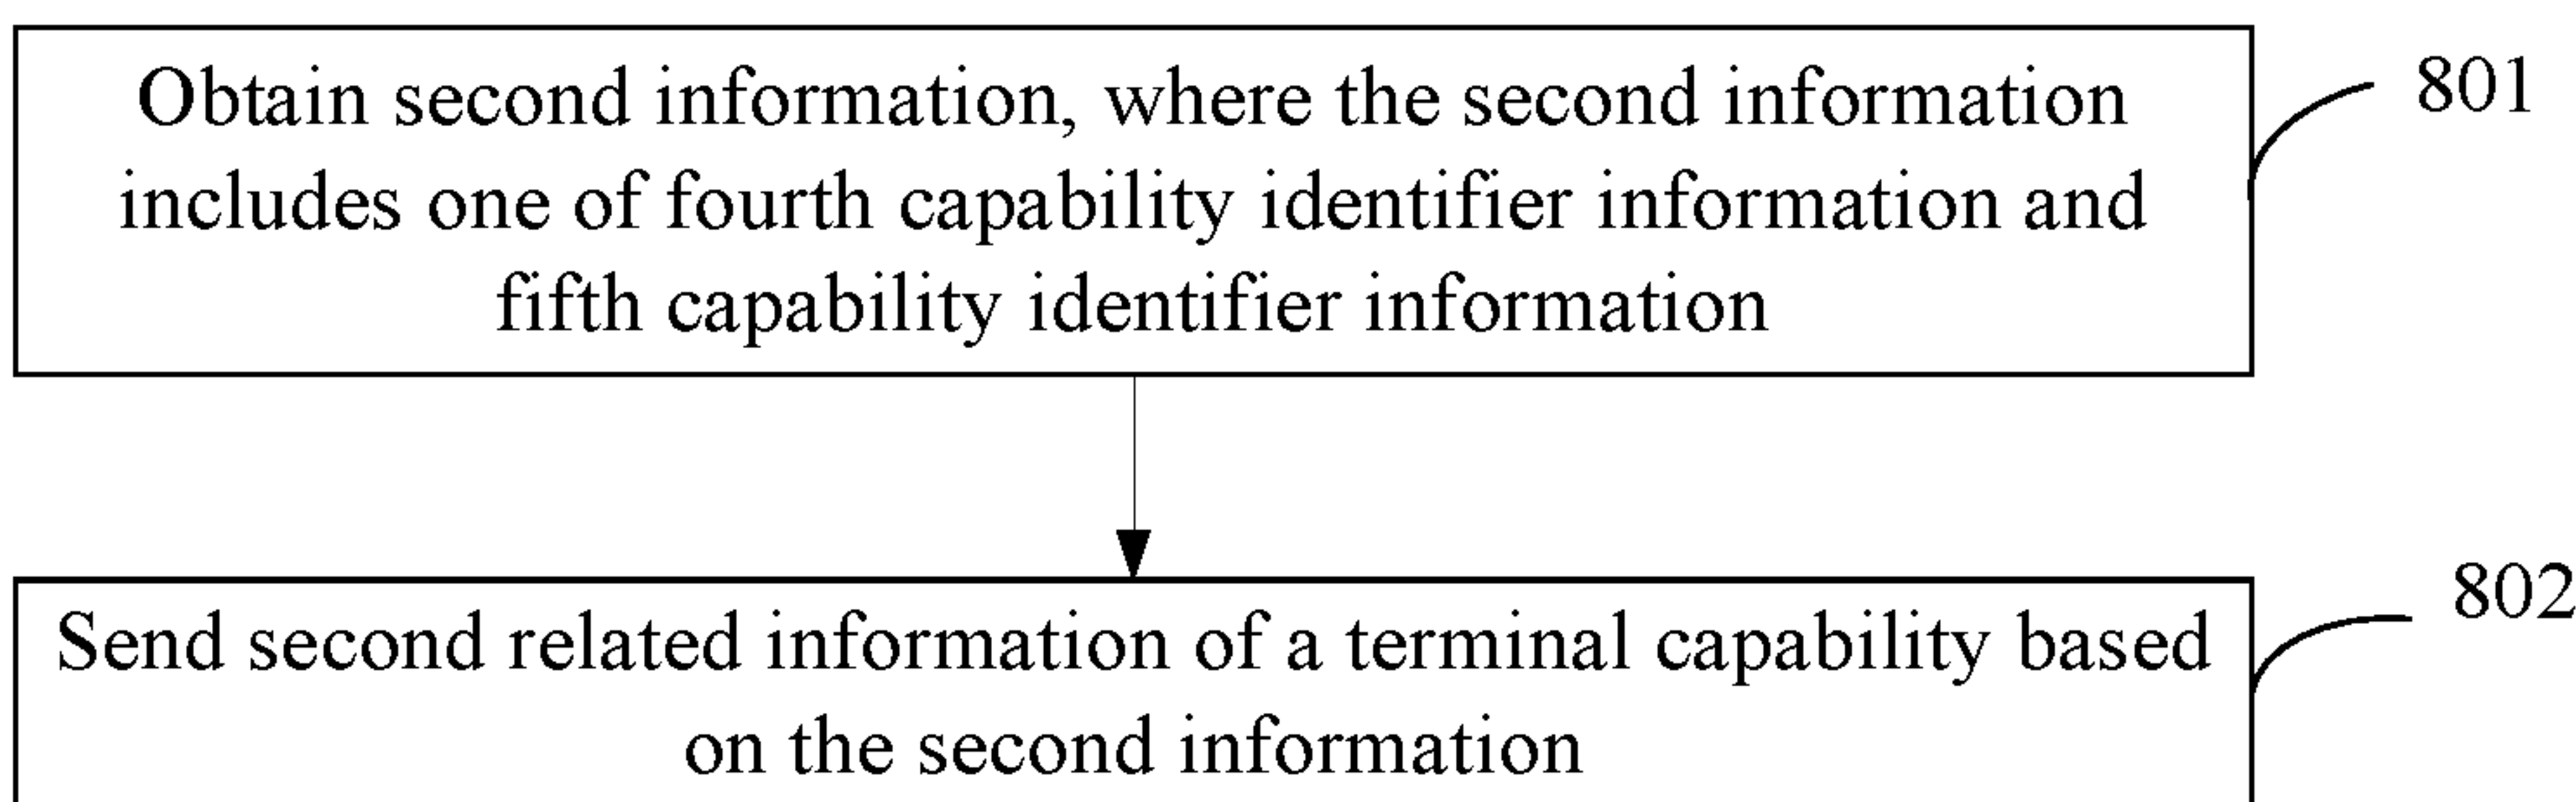 Obtain second information, where the second information
801
includes one of fourth capability identifier information and
fifth capability identifier information
802
Send second related information of a terminal capability based
on the second information